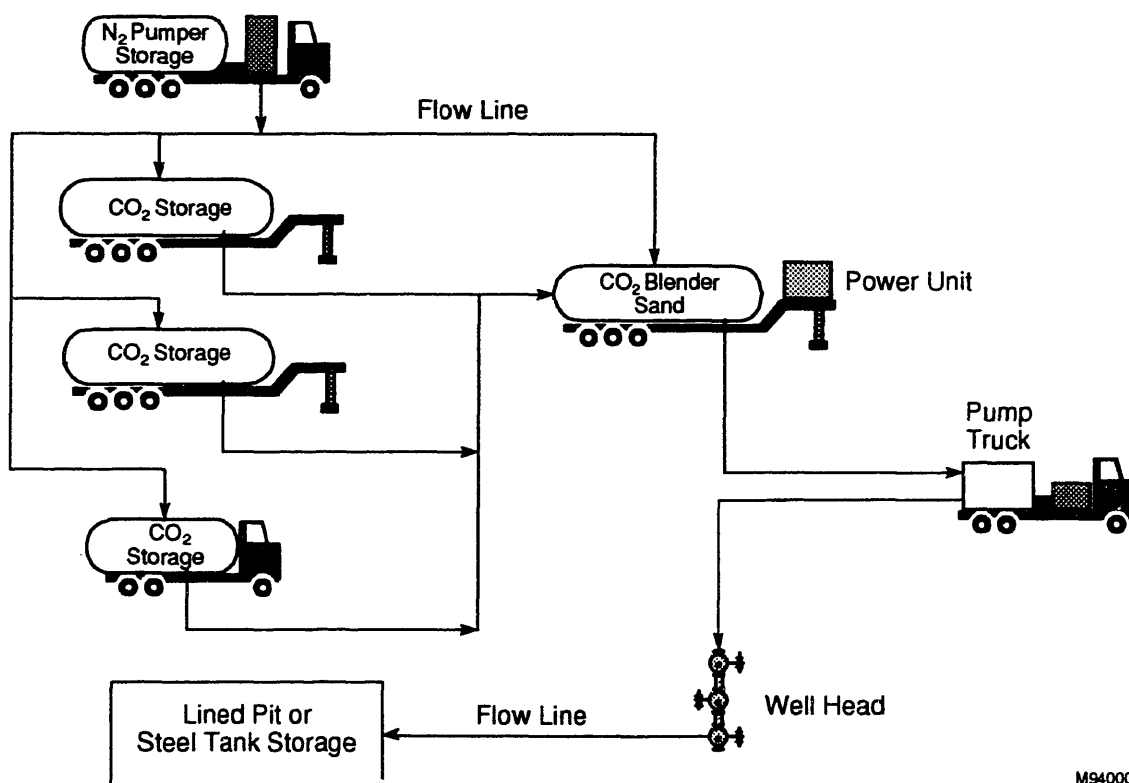 N₂ Pumper
Storage
Flow Line
CO₂ Storage
CO₂ Blender
Sand
Power Unit
CO₂ Storage
Pump
Truck
CO₂
Storage
Lined Pit or
Steel Tank Storage
Flow Line
Well Head
M94000